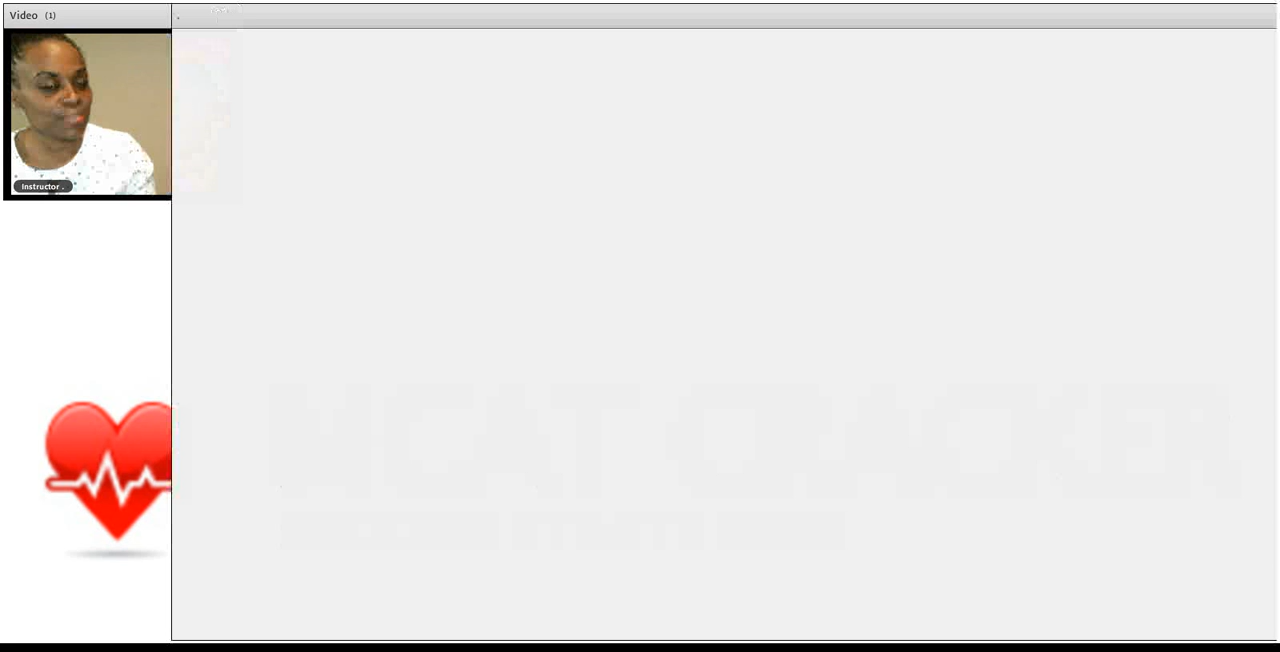 Video (1)
Instructor .
MCAT CRACKER